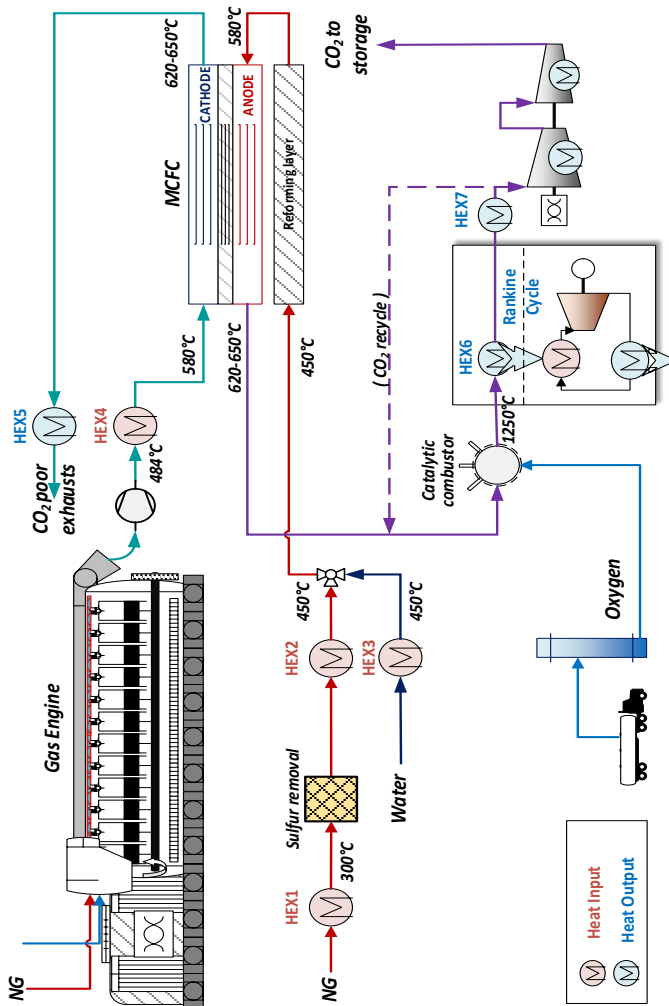 NG
Gas Engine
484°C
HEX4
580°C
CO2 poor
exhausts
HEX5
620-650°C
MCFC
CATHODE
ANODE
Reforming layer
580°C
620-650°C
450°C
NG
HEX1
300°C
Sulfur removal
HEX2
450°C
Water
HEX3
450°C
( CO2 recycle )
Catalytic
combustor
1250°C
HEX6
Rankine
Cycle
HEX7
CO2 to
storage
Oxygen
Heat Input
Heat Output